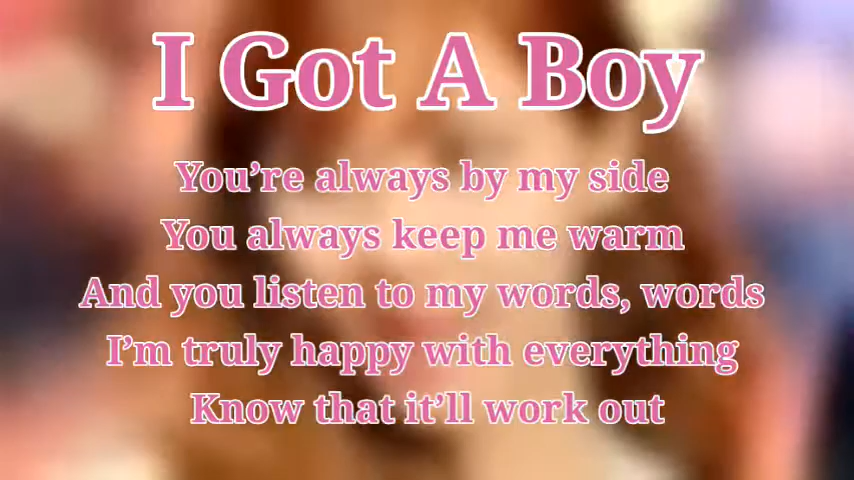 I Got A Boy
You’re always by my side
You always keep me warm
And you listen to my words, words
I’m truly happy with everything
Know that it’ll work out